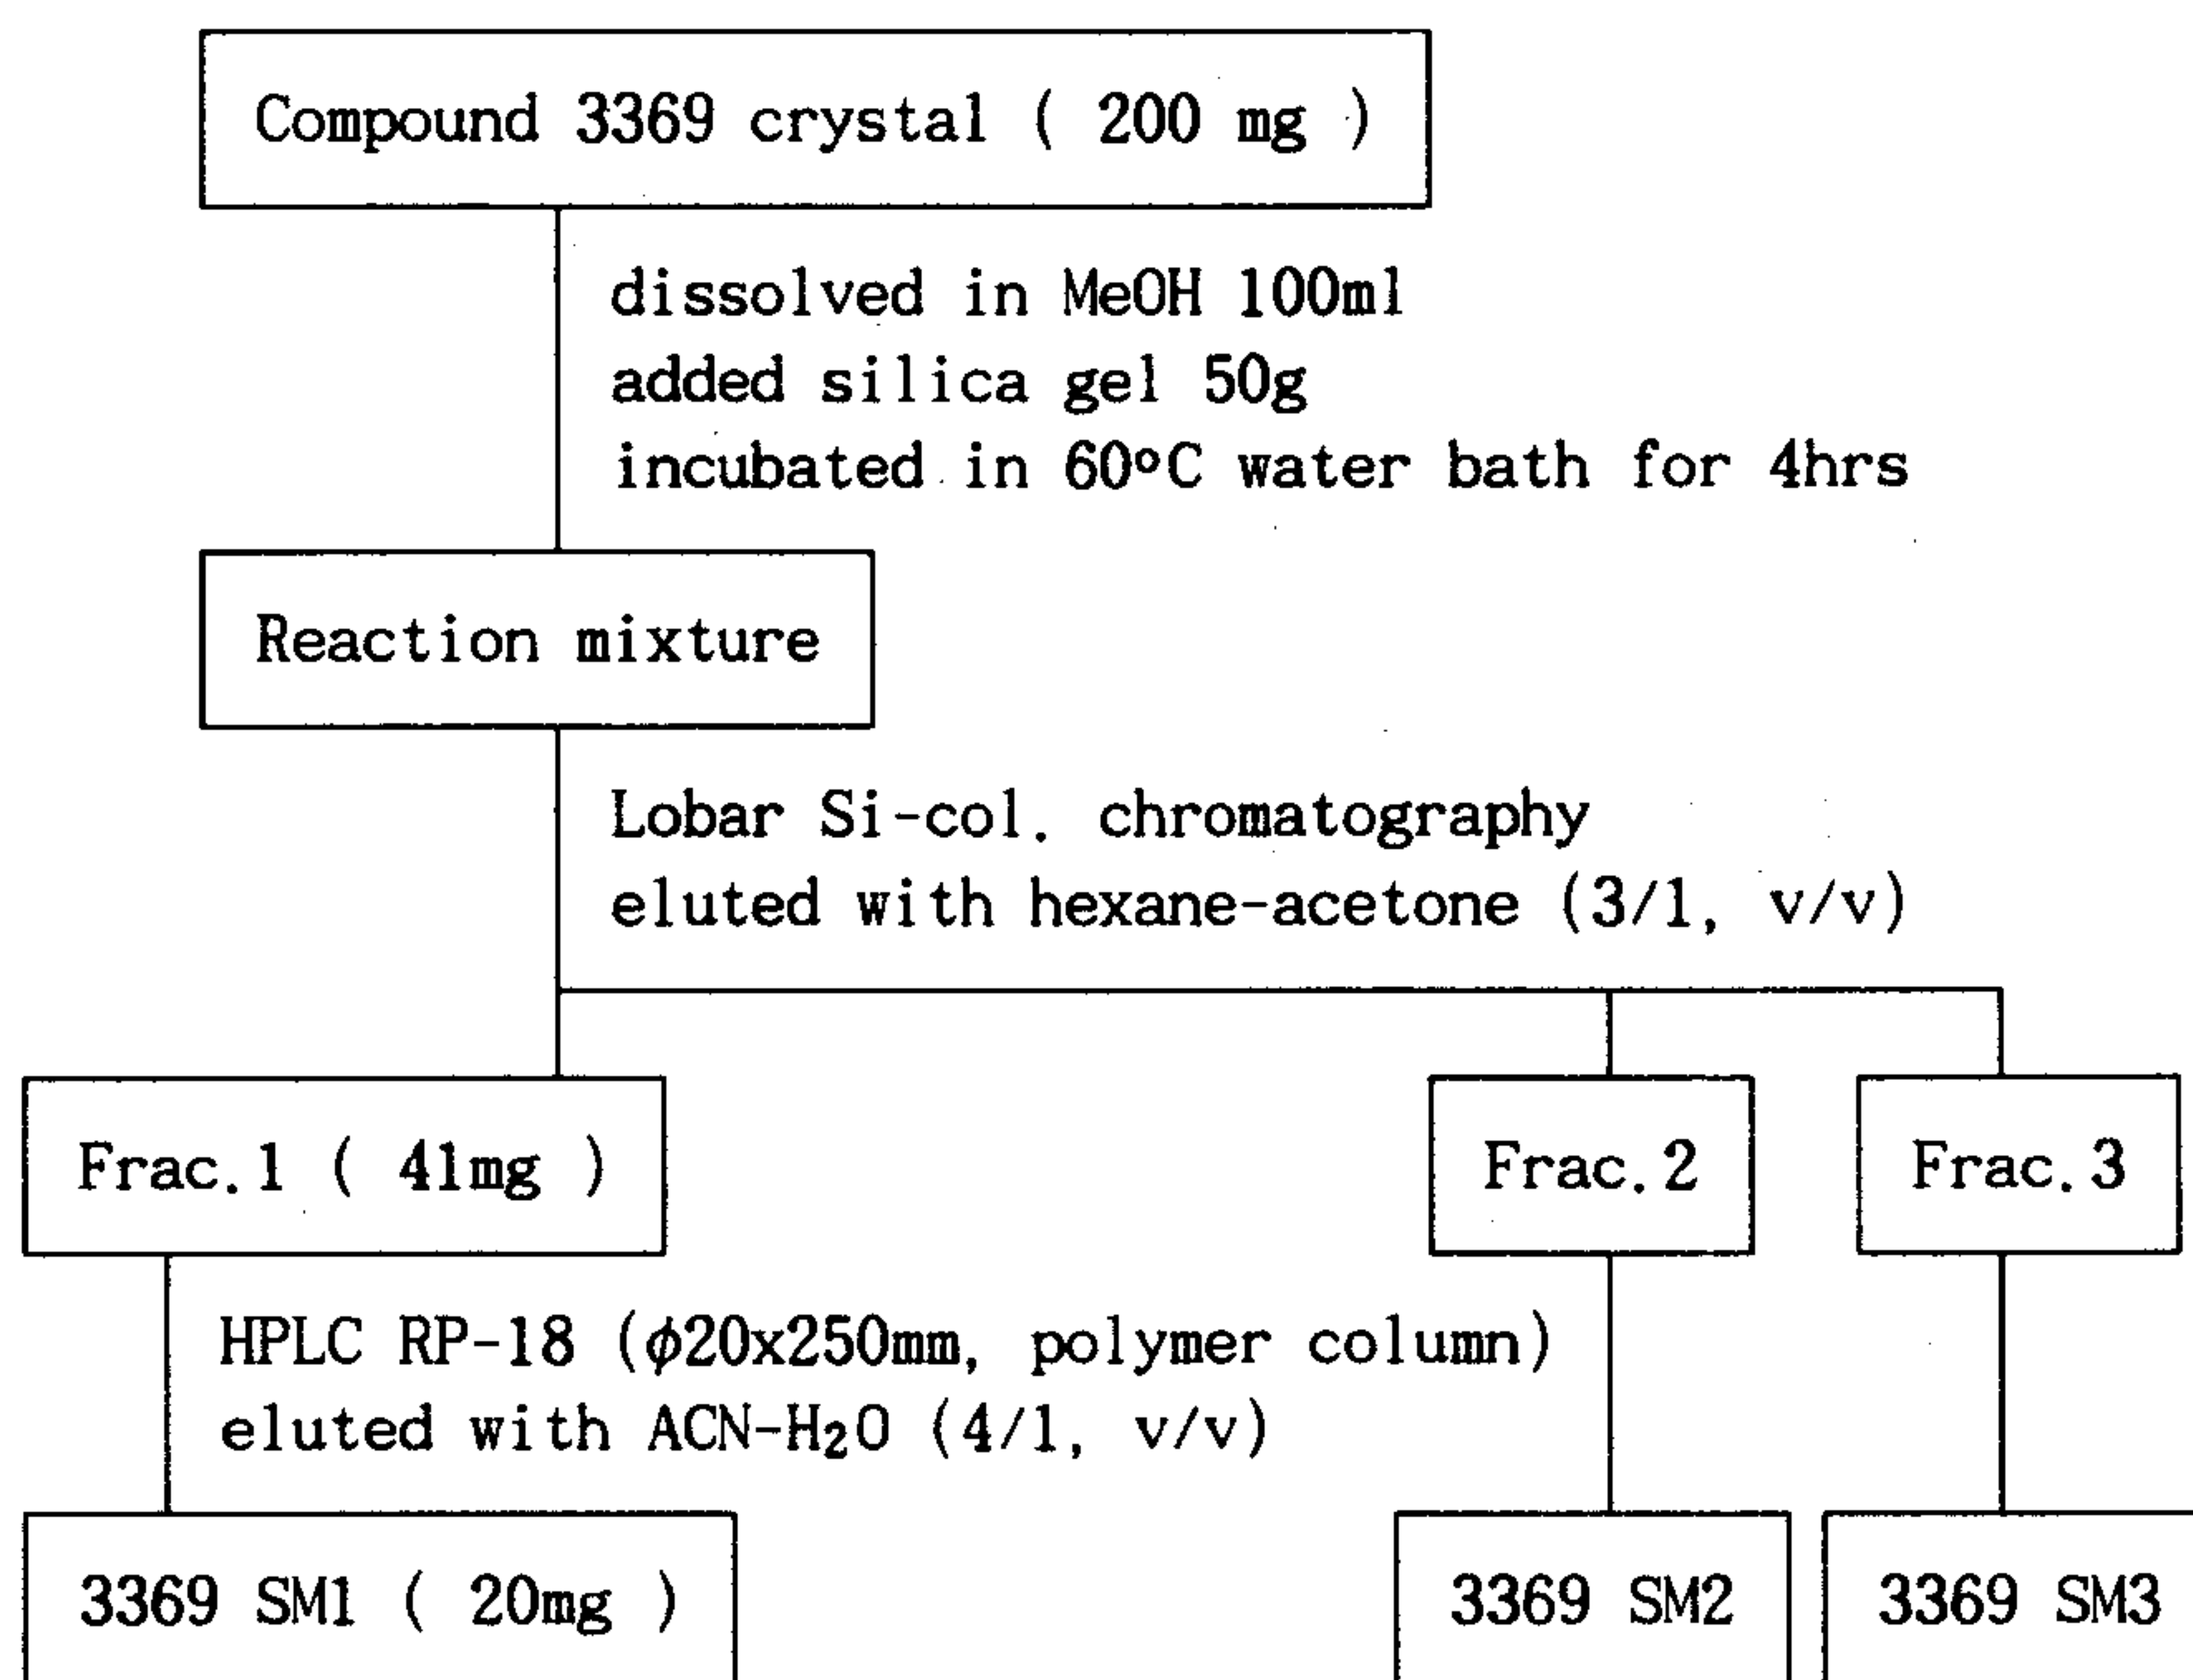 Compound 3369 crystal ( 200 mg )
dissolved in MeOH 100ml
added silica gel 50g
incubated in 60°C water bath for 4hrs
Reaction mixture
Lobar Si-col. chromatography
eluted with hexane-acetone (3/1, v/v)
Frac.1 ( 41mg )
Frac.2
Frac.3
HPLC RP-18 (φ20x250mm, polymer column)
eluted with ACN-H₂O (4/1, v/v)
3369 SM1 ( 20mg )
3369 SM2
3369 SM3